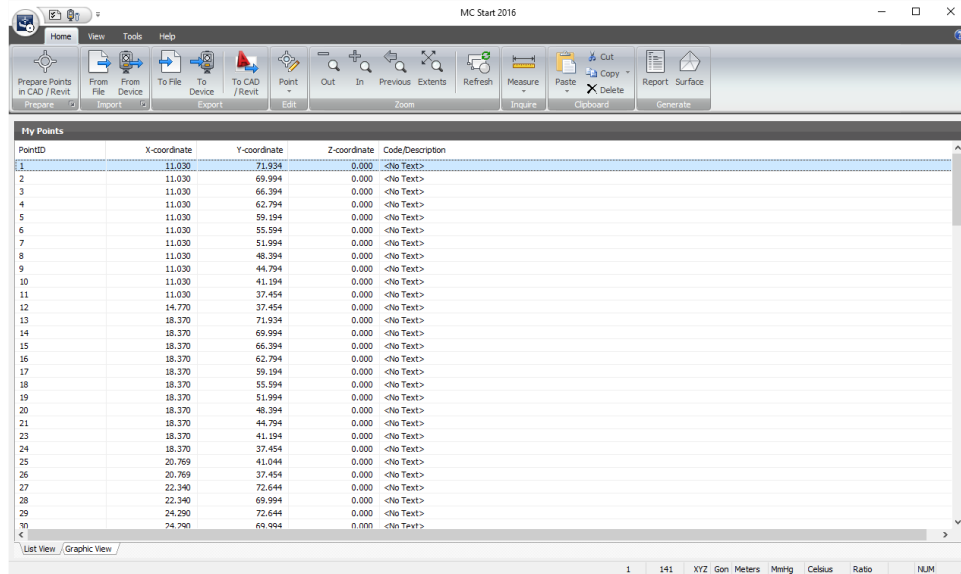 MC Start 2016
Home View Tools Help
Prepare Points in CAD / Revit
From File
From Device
To File
To Device
To CAD / Revit
Point
Out
In
Previous
Extents
Refresh
Measure
Paste
Cut
Copy
Delete
Report
Surface
Prepare Import Export Edit Zoom Inquire Clipboard Generate
My Points
PointID X-coordinate Y-coordinate Z-coordinate Code/Description
1 11.030 71.934 0.000 <No Text>
2 11.030 69.994 0.000 <No Text>
3 11.030 66.394 0.000 <No Text>
4 11.030 62.794 0.000 <No Text>
5 11.030 59.194 0.000 <No Text>
6 11.030 55.594 0.000 <No Text>
7 11.030 51.994 0.000 <No Text>
8 11.030 48.394 0.000 <No Text>
9 11.030 44.794 0.000 <No Text>
10 11.030 41.194 0.000 <No Text>
11 11.030 37.454 0.000 <No Text>
12 14.770 37.454 0.000 <No Text>
13 18.370 71.934 0.000 <No Text>
14 18.370 69.994 0.000 <No Text>
15 18.370 66.394 0.000 <No Text>
16 18.370 62.794 0.000 <No Text>
17 18.370 59.194 0.000 <No Text>
18 18.370 55.594 0.000 <No Text>
19 18.370 51.994 0.000 <No Text>
20 18.370 48.394 0.000 <No Text>
21 18.370 44.794 0.000 <No Text>
23 18.370 41.194 0.000 <No Text>
24 18.370 37.454 0.000 <No Text>
25 20.769 41.044 0.000 <No Text>
26 20.769 37.454 0.000 <No Text>
27 22.340 72.644 0.000 <No Text>
28 22.340 69.994 0.000 <No Text>
29 24.290 72.644 0.000 <No Text>
30 24.290 69.994 0.000 <No Text>
List View Graphic View
1 141 XYZ Gon Meters MmHg Celsius Ratio NUM